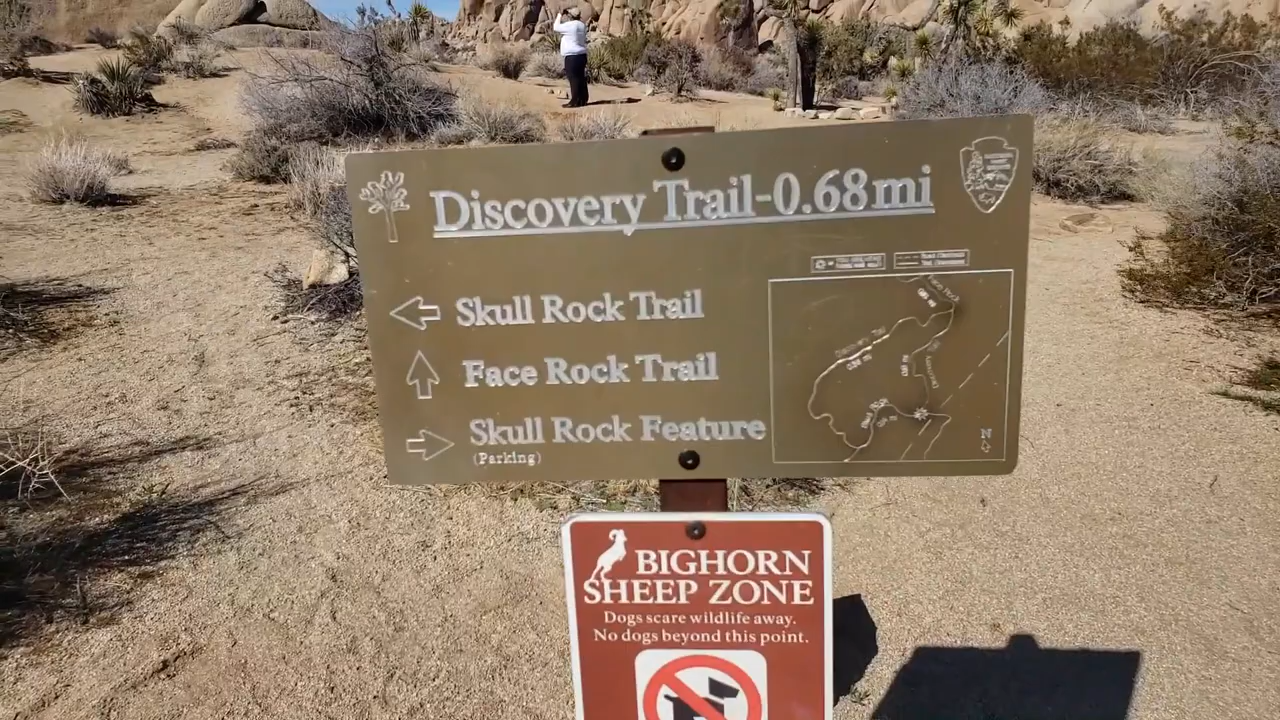 Discovery Trail-0.68mi
Skull Rock Trail
Face Rock Trail
Skull Rock Feature
(Parking)
N
BIGHORN
SHEEP ZONE
Dogs scare wildlife away.
No dogs beyond this point.